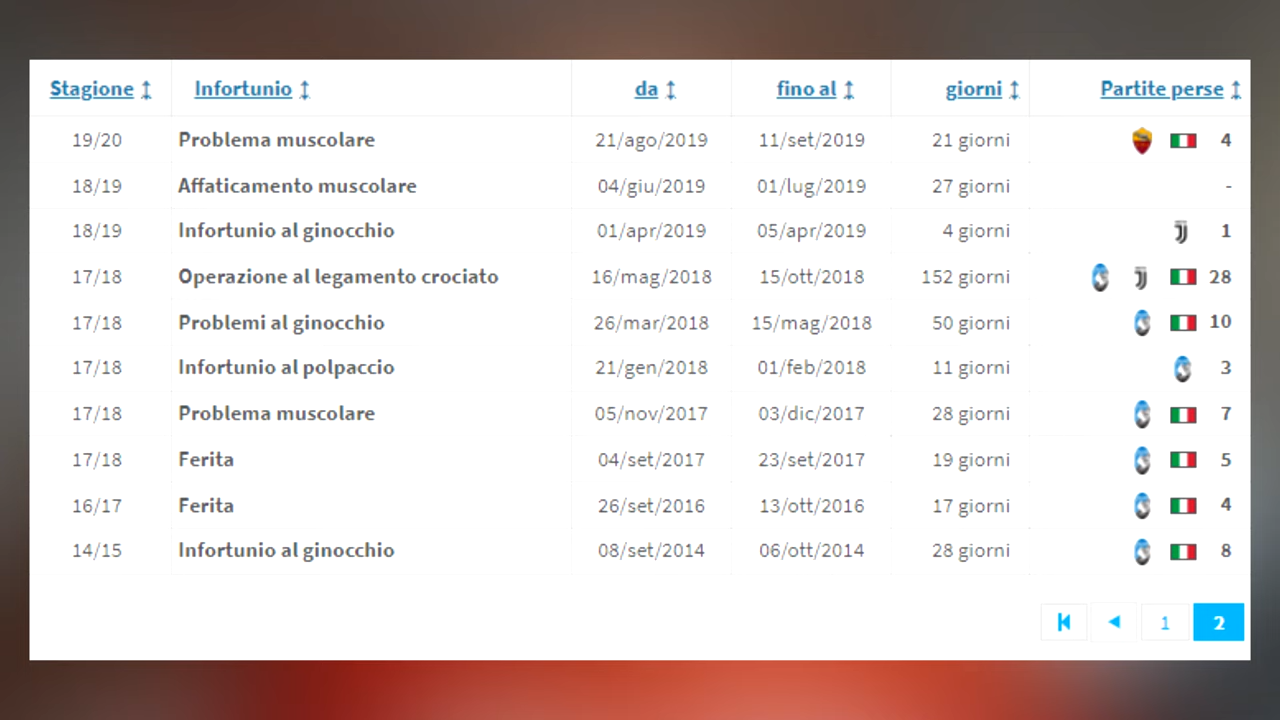 Stagione Infortunio da fino al giorni Partite perse
19/20 Problema muscolare 21/ago/2019 11/set/2019 21 giorni 4
18/19 Affaticamento muscolare 04/giu/2019 01/lug/2019 27 giorni -
18/19 Infortunio al ginocchio 01/apr/2019 05/apr/2019 4 giorni 1
17/18 Operazione al legamento crociato 16/mag/2018 15/ott/2018 152 giorni 28
17/18 Problemi al ginocchio 26/mar/2018 15/mag/2018 50 giorni 10
17/18 Infortunio al polpaccio 21/gen/2018 01/feb/2018 11 giorni 3
17/18 Problema muscolare 05/nov/2017 03/dic/2017 28 giorni 7
17/18 Ferita 04/set/2017 23/set/2017 19 giorni 5
16/17 Ferita 26/set/2016 13/ott/2016 17 giorni 4
14/15 Infortunio al ginocchio 08/set/2014 06/ott/2014 28 giorni 8
1 2